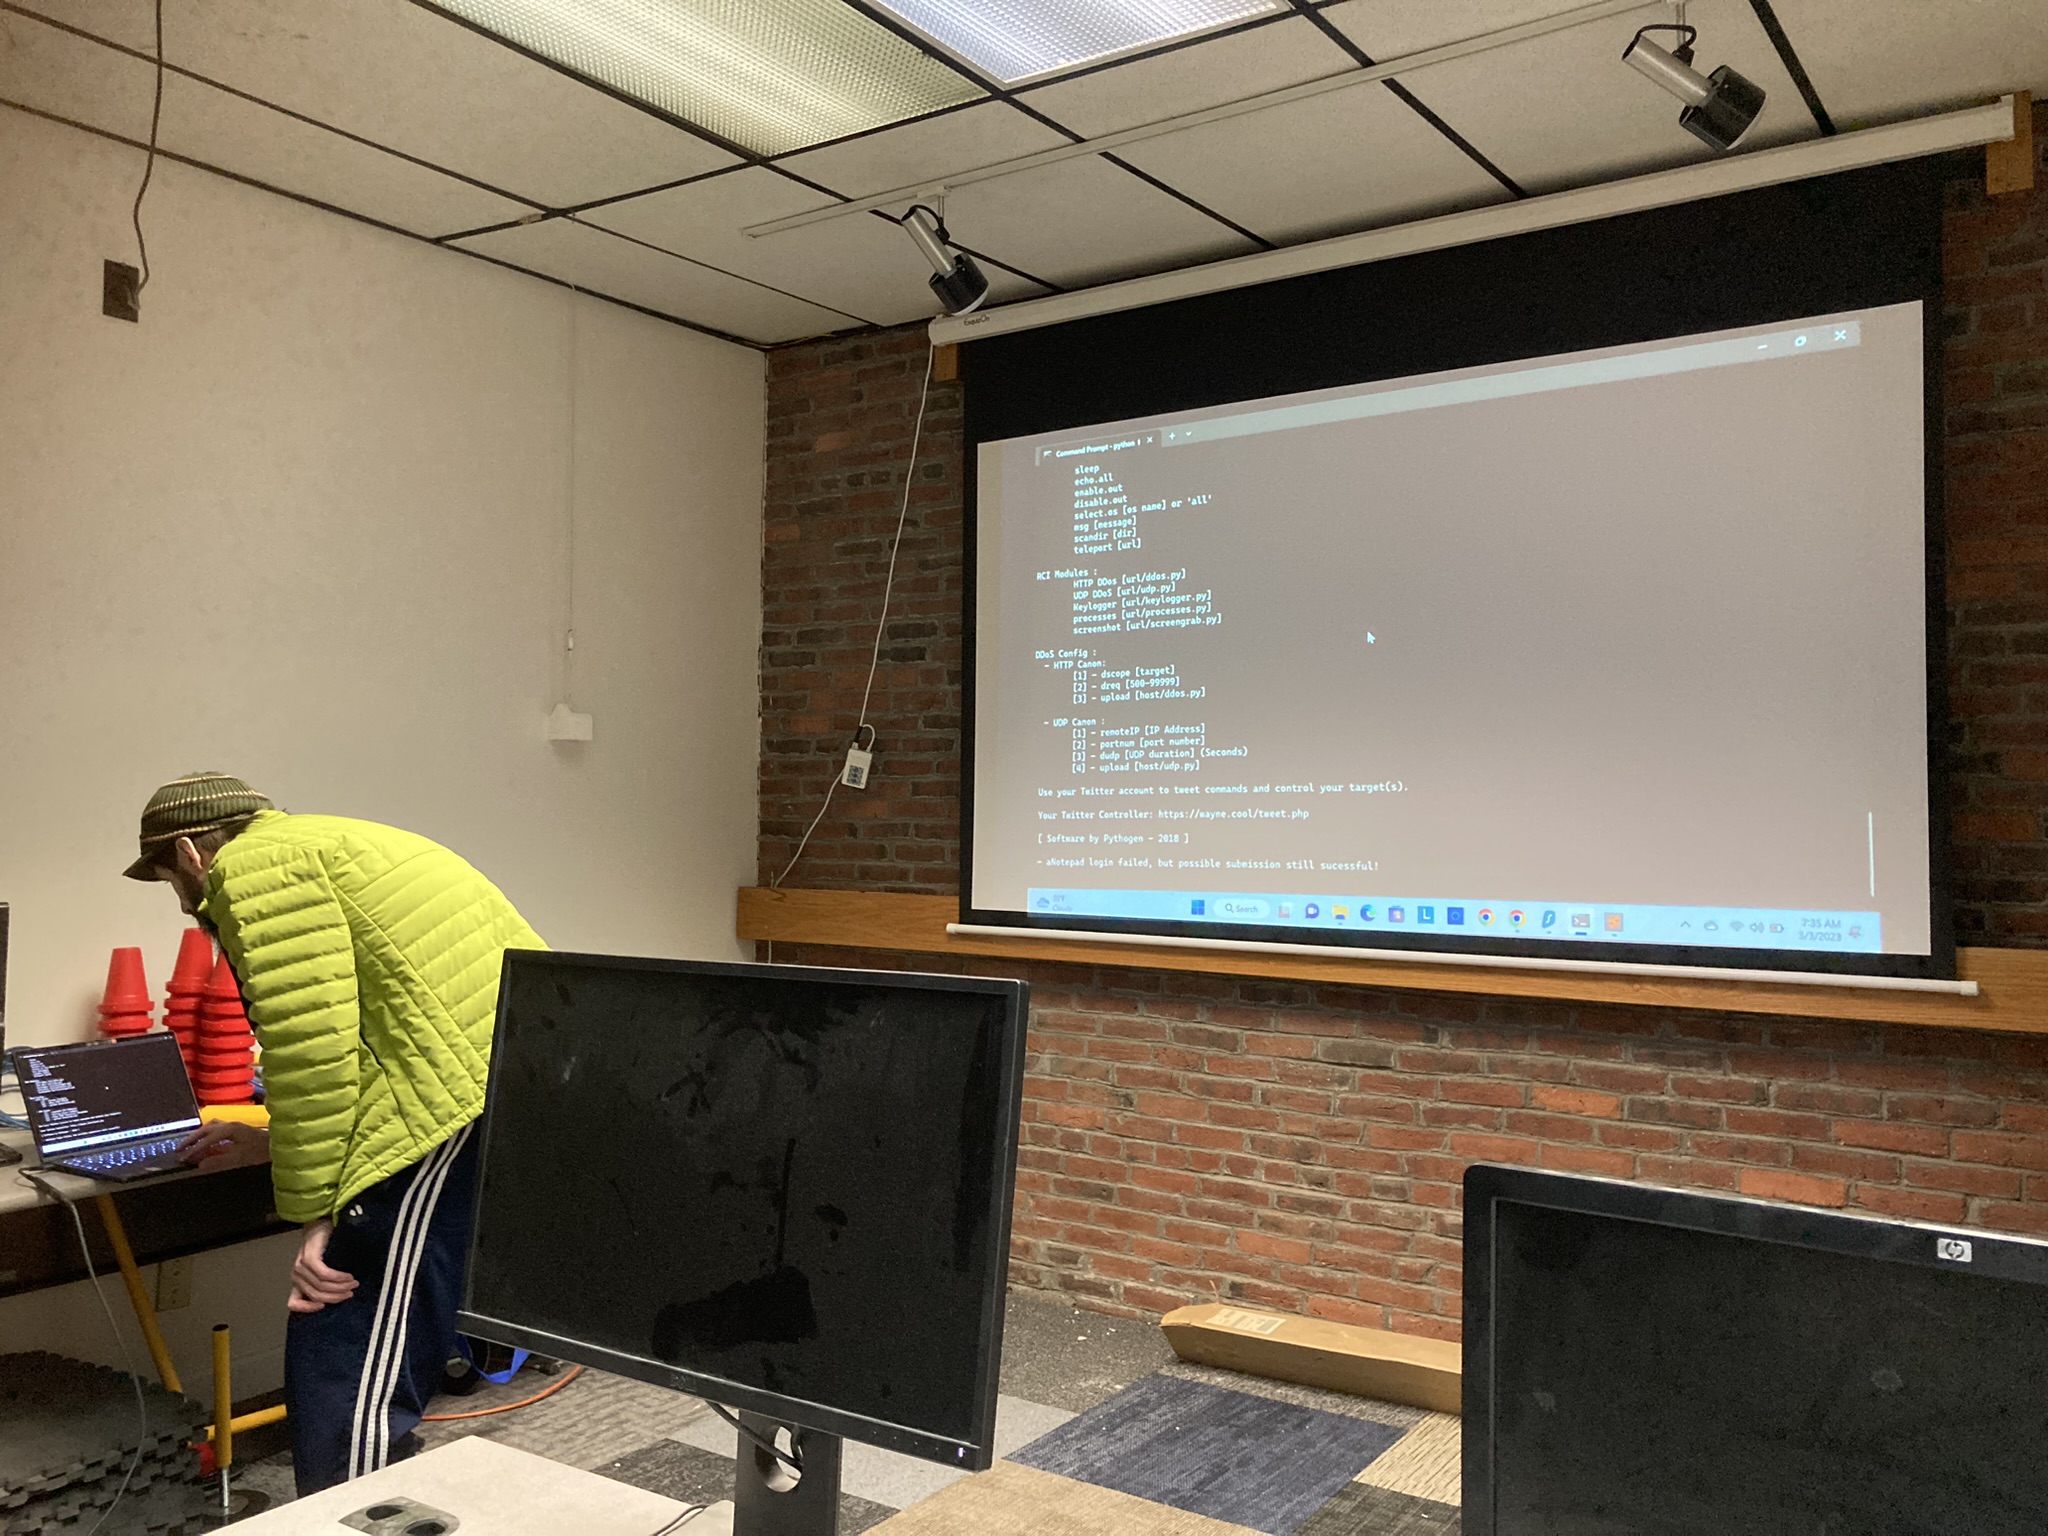 Command Prompt - python
sleep
echo.all
enable.out
disable.out
select.os [os name] or 'all'
msg [message]
scandir [dir]
teleport [url]
RCI Modules :
HTTP DDos [url/ddos.py]
UDP DDoS [url/udp.py]
Keylogger [url/keylogger.py]
processes [url/processes.py]
screenshot [url/screengrab.py]
DDoS Config :
- HTTP Canon:
[1] - dscope [target]
[2] - dreq [500-99999]
[3] - upload [host/ddos.py]
- UDP Canon :
[1] - remoteIP [IP Address]
[2] - portnum [port number]
[3] - dudp [UDP duration] (Seconds)
[4] - upload [host/udp.py]
Use your Twitter account to tweet commands and control your target(s).
Your Twitter Controller: https://wayne.cool/tweet.php
[ Software by Pythogen - 2018 ]
- aNotepad login failed, but possible submission still sucessful!
Cloudy
Search
7:35 AM
3/3/2023
hp